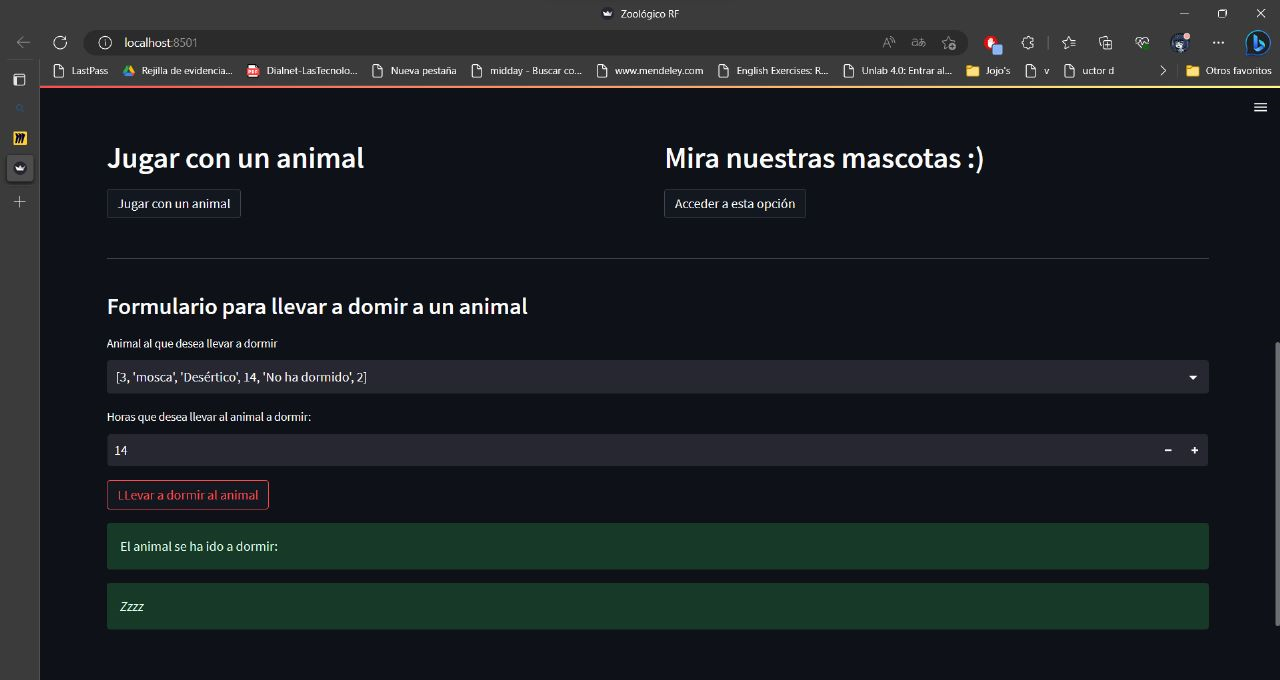 Zoológico RF
localhost:8501
LastPass
Rejilla de evidencia...
Dialnet-LasTecnolo...
Nueva pestaña
midday - Buscar co...
www.mendeley.com
English Exercises: R...
Unlab 4.0: Entrar al...
Jojo's
v
uctor d
Otros favoritos
Jugar con un animal
Mira nuestras mascotas :)
Jugar con un animal
Acceder a esta opción
Formulario para llevar a domir a un animal
Animal al que desea llevar a dormir
[3, 'mosca', 'Desértico', 14, 'No ha dormido', 2]
Horas que desea llevar al animal a dormir:
14
LLevar a dormir al animal
El animal se ha ido a dormir:
Zzzz